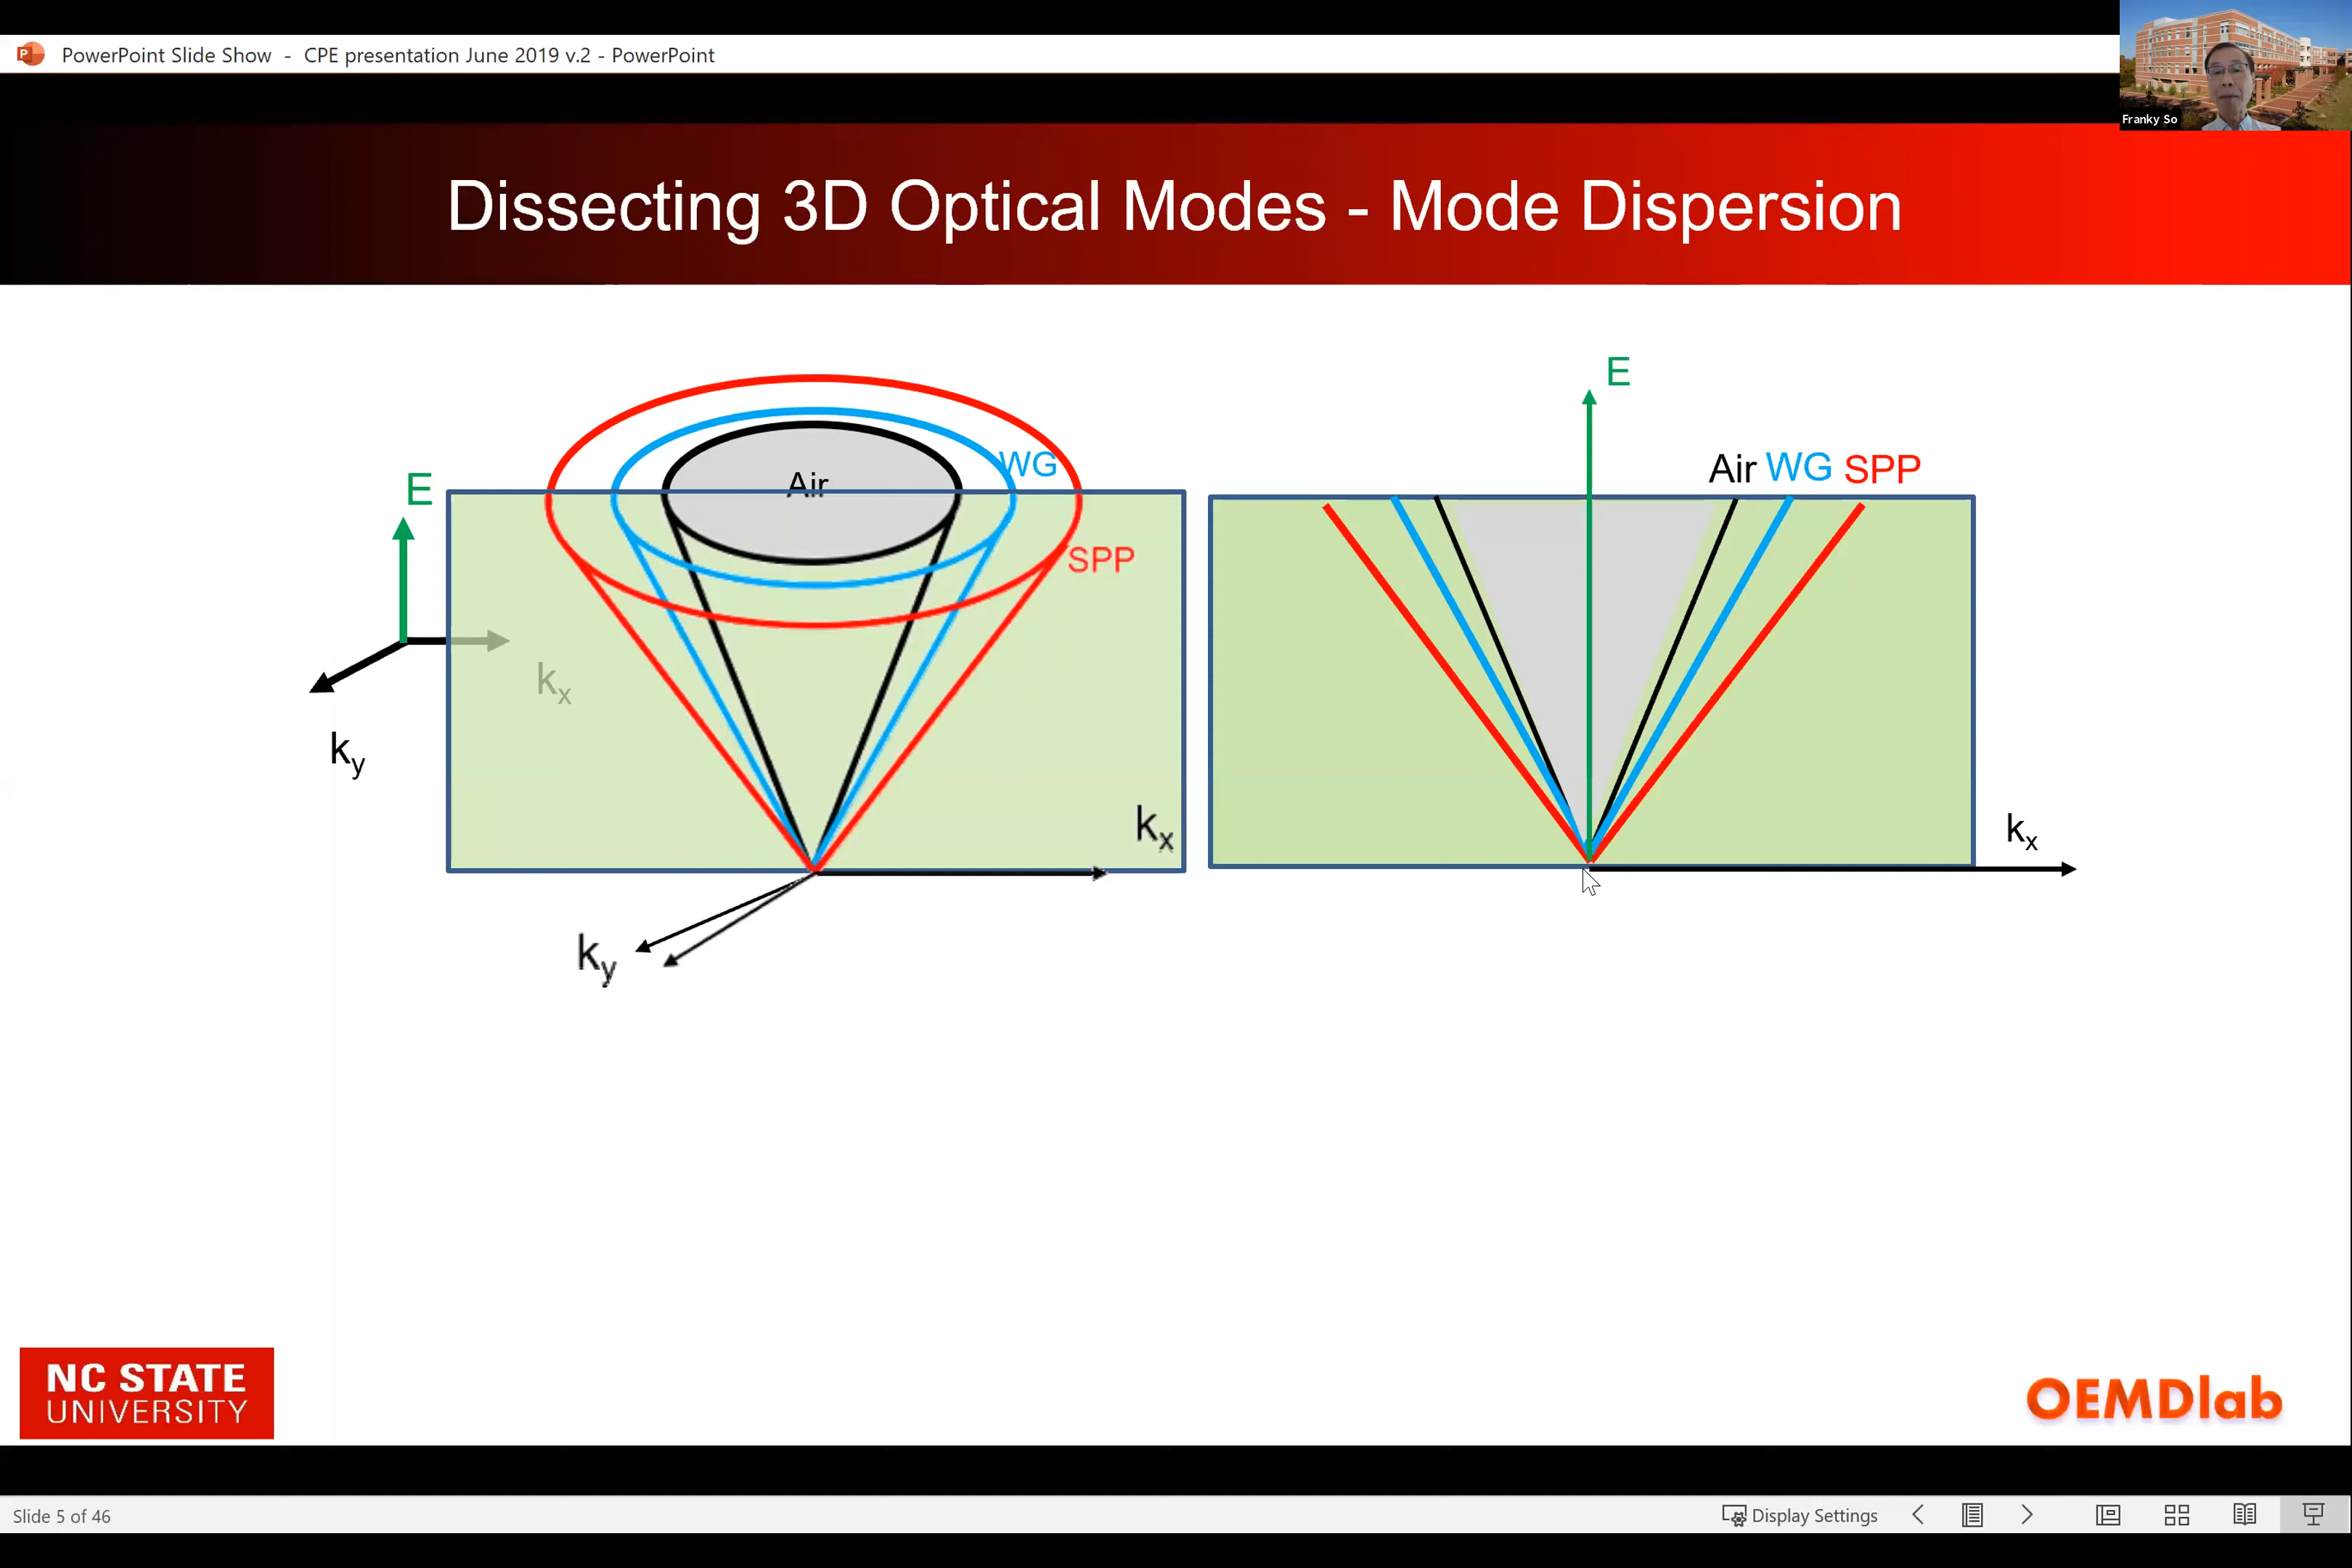 PowerPoint Slide Show - CPE presentation June 2019 v.2 - PowerPoint
Franky So
Dissecting 3D Optical Modes - Mode Dispersion
E
kx
ky
Air
WG
SPP
kx
ky
E
Air WG SPP
kx
NC STATE
UNIVERSITY
OEMDlab
Slide 5 of 46
Display Settings